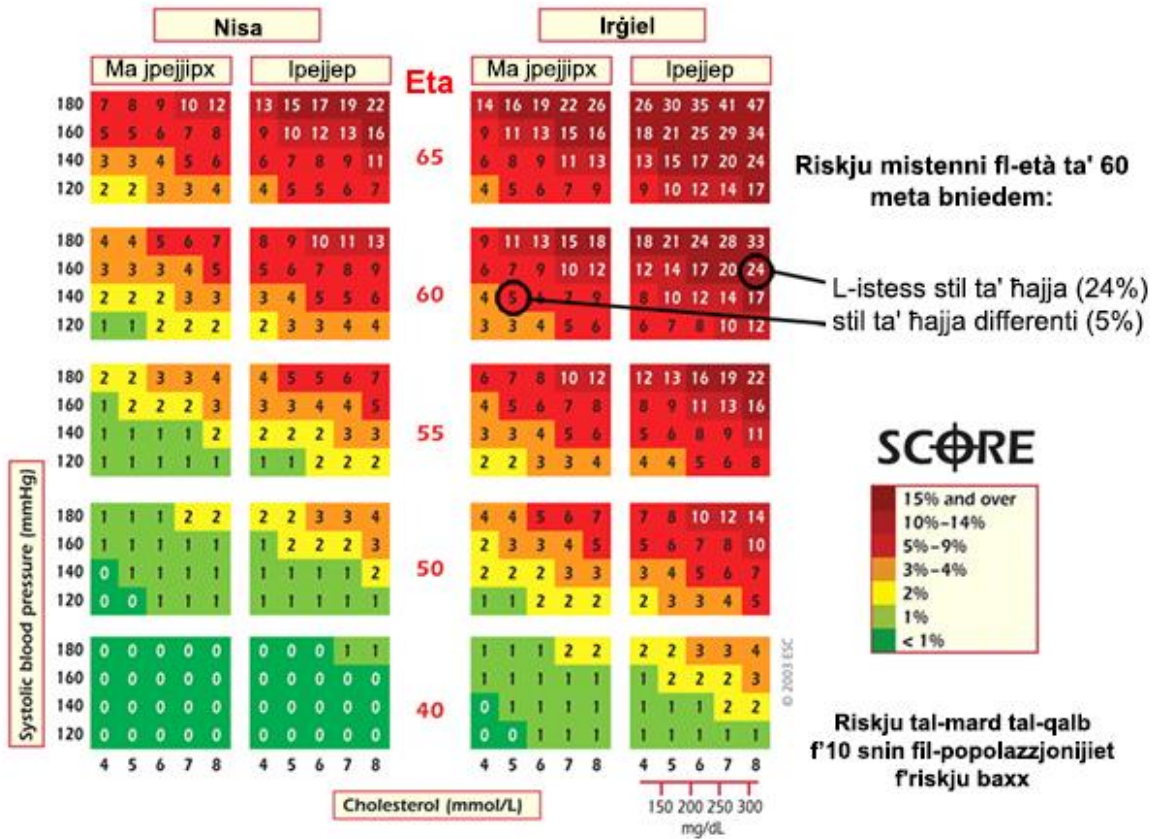 Nisa
Irġiel
Ma jpejjipx
Ipejjep
Eta
Ma jpejjipx
Ipejjep
180 7 8 9 10 12 13 15 17 19 22 14 16 19 22 26 26 30 35 41 47
160 5 5 6 7 8 9 10 12 13 16 9 11 13 15 16 18 21 25 29 34
65
140 3 3 4 5 6 6 7 8 9 11 6 8 9 11 13 13 15 17 20 24
120 2 2 3 3 4 4 5 5 6 7 4 5 6 7 9 9 10 12 14 17
Riskju mistenni fl-età ta' 60
meta bniedem:
180 4 4 5 6 7 8 9 10 11 13 9 11 13 15 18 18 21 24 28 33
160 3 3 3 4 5 5 6 7 8 9 6 7 9 10 12 12 14 17 20 24
60
140 2 2 2 3 3 3 4 5 5 6 4 5 6 7 9 8 10 12 14 17
120 1 1 2 2 2 2 3 3 4 4 3 3 4 5 6 6 7 8 10 12
L-istess stil ta' ħajja (24%)
stil ta' ħajja differenti (5%)
180 2 2 3 3 4 4 5 5 6 7 6 7 8 10 12 12 13 16 19 22
160 1 2 2 2 3 3 3 4 4 5 4 5 6 7 8 8 9 11 13 16
55
140 1 1 1 1 2 2 2 2 3 3 3 3 4 5 6 5 6 8 9 11
120 1 1 1 1 1 1 1 2 2 2 2 2 3 3 4 4 4 5 6 8
180 1 1 1 2 2 2 2 3 3 4 4 4 5 6 7 7 8 10 12 14
160 1 1 1 1 1 1 2 2 2 3 2 3 3 4 5 5 6 7 8 10
50
140 0 1 1 1 1 1 1 1 1 2 2 2 2 3 3 3 4 5 6 7
120 0 0 1 1 1 1 1 1 1 1 1 1 2 2 2 2 3 3 4 5
180 0 0 0 0 0 0 0 0 1 1 1 1 1 2 2 2 2 3 3 4
160 0 0 0 0 0 0 0 0 0 0 1 1 1 1 1 1 2 2 2 3
40
140 0 0 0 0 0 0 0 0 0 0 0 1 1 1 1 1 1 1 2 2
120 0 0 0 0 0 0 0 0 0 0 0 0 1 1 1 1 1 1 1 1
4 5 6 7 8 4 5 6 7 8 4 5 6 7 8 4 5 6 7 8
Systolic blood pressure (mmHg)
Cholesterol (mmol/L)
150 200 250 300
mg/dL
© 2003 ESC
SCORE
15% and over
10%–14%
5%–9%
3%–4%
2%
1%
< 1%
Riskju tal-mard tal-qalb
f'10 snin fil-popolazzjonijiet
f'riskju baxx